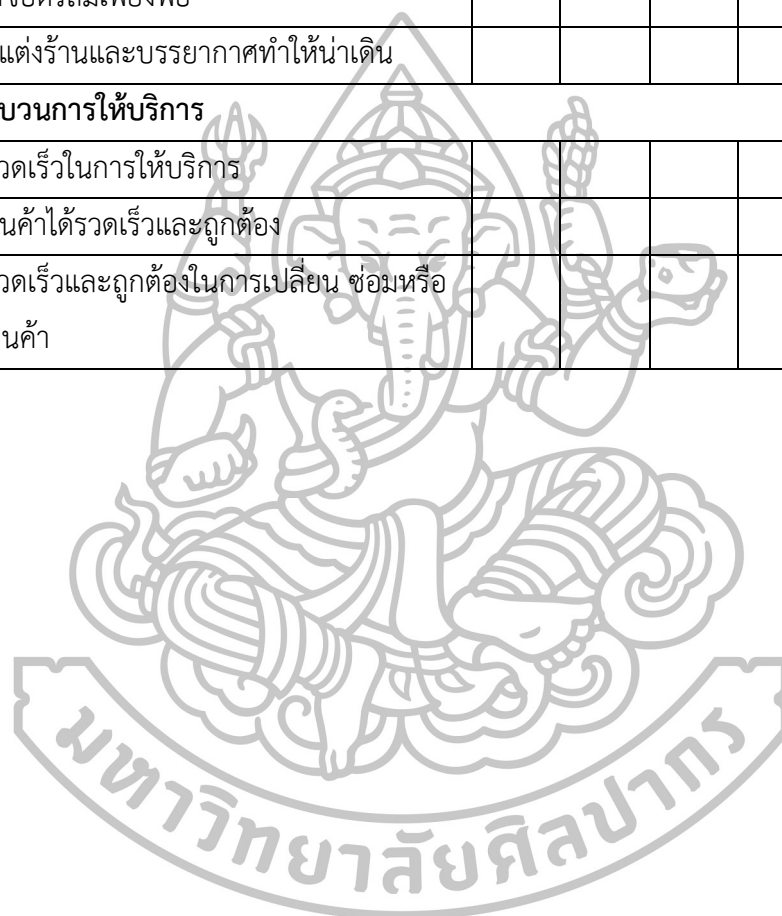 แต่งร้านและบรรยากาศทำให้น่าเดิน
บวนการให้บริการ
วดเร็วในการให้บริการ
นค้าได้รวดเร็วและถูกต้อง
วดเร็วและถูกต้องในการเปลี่ยน ซ่อมหรือ
นค้า
มหาวิทยาลัยศิลปากร